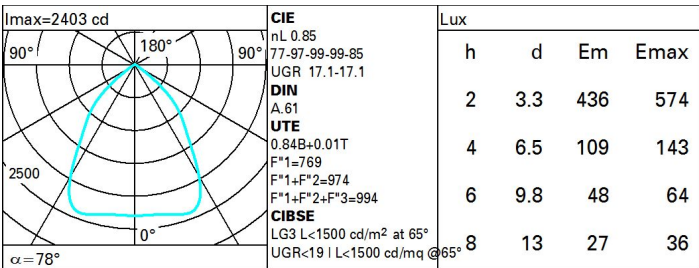 Imax=2403 cd
90°
180°
90°
2500
0°
α=78°
CIE
nL 0.85
77-97-99-99-85
UGR 17.1-17.1
DIN
A.61
UTE
0.84B+0.01T
F"1=769
F"1+F"2=974
F"1+F"2+F"3=994
CIBSE
LG3 L<1500 cd/m² at 65°
UGR<19 | L<1500 cd/mq @65°
Lux
h d Em Emax
2 3.3 436 574
4 6.5 109 143
6 9.8 48 64
8 13 27 36